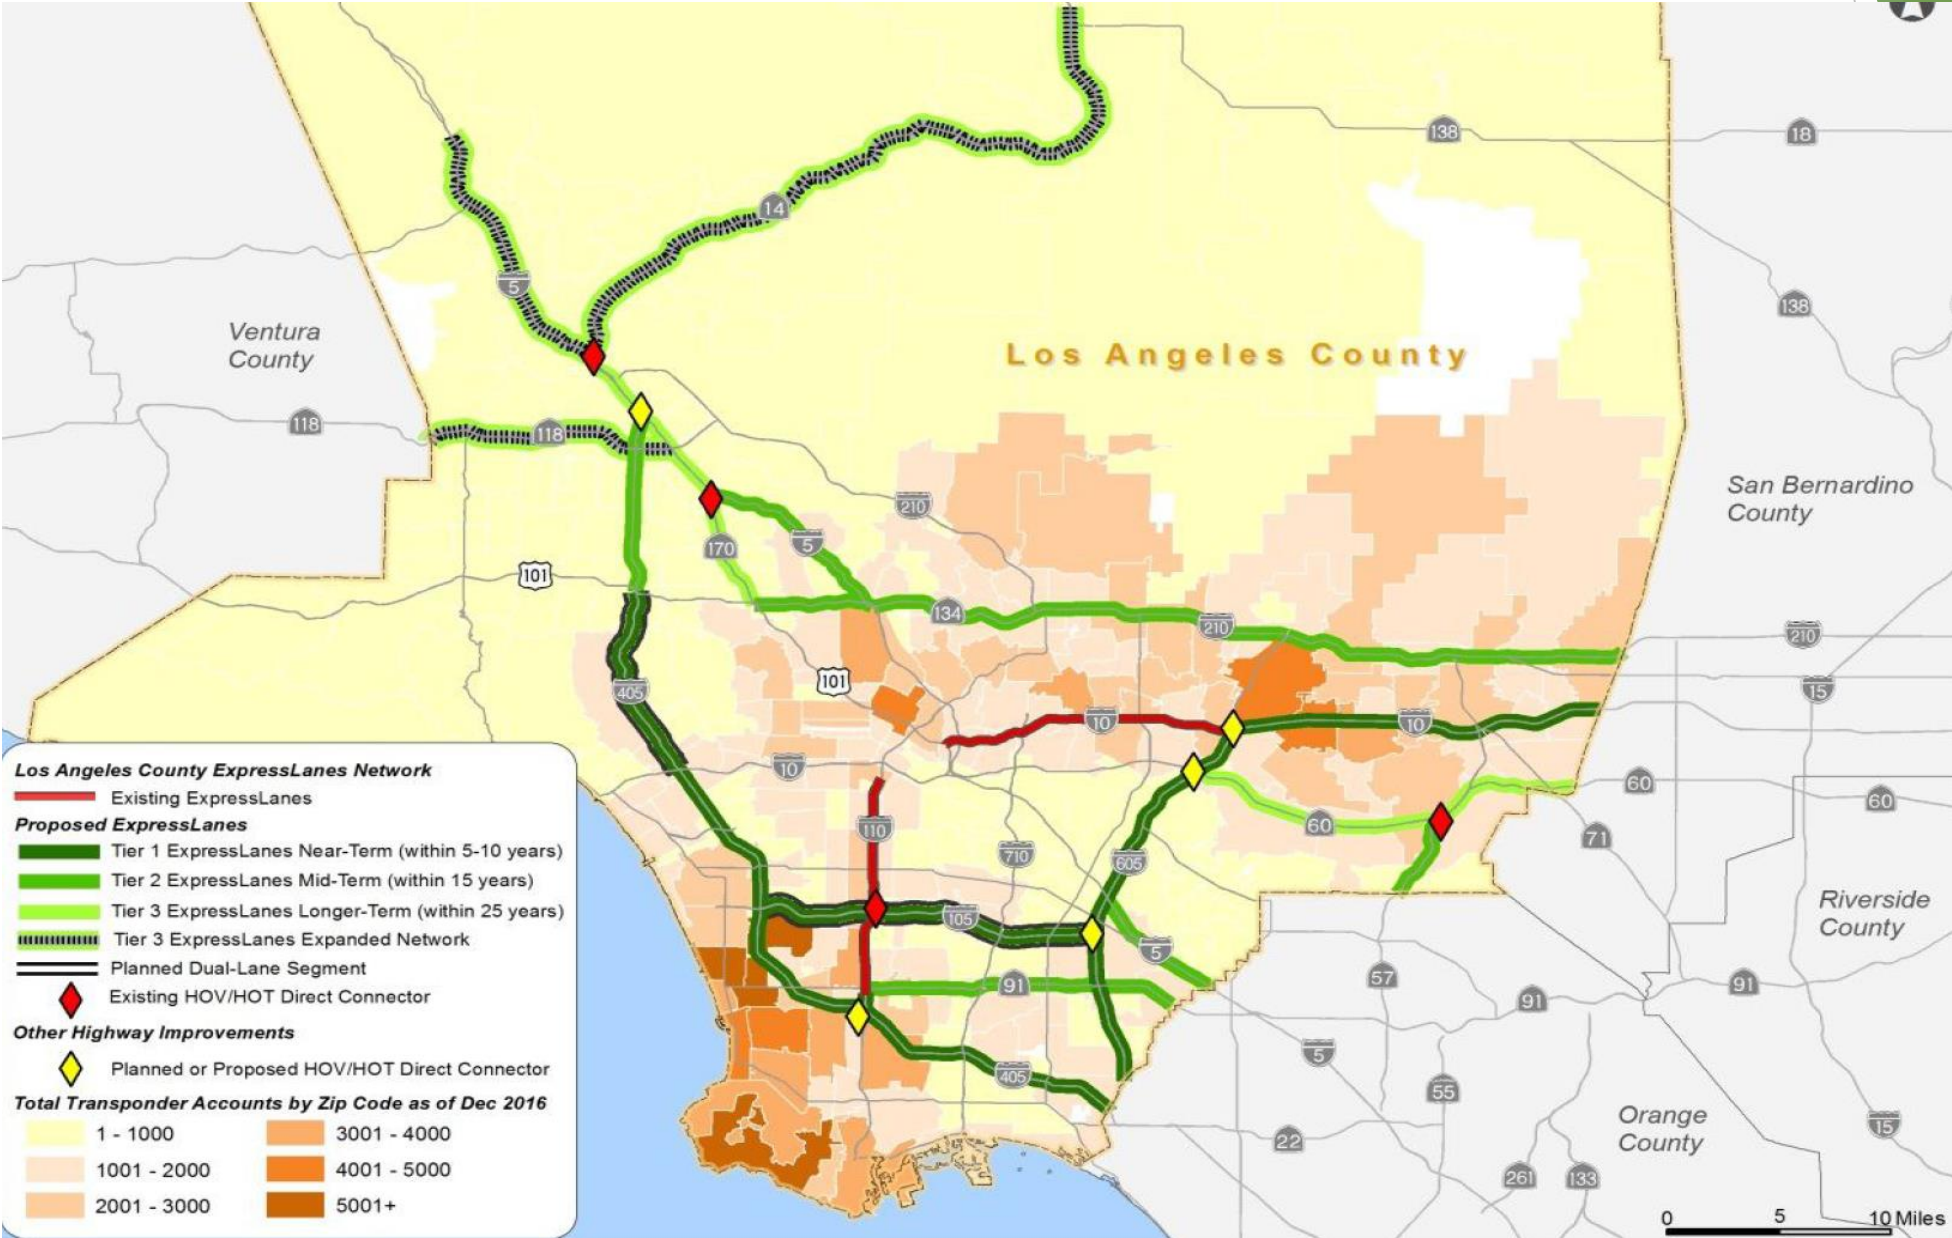 138
18
14
5
138
Ventura
County
Los Angeles County
118
118
San Bernardino
County
210
170
5
101
134
210
210
101
405
15
10
10
10
60
60
60
110
71
710
605
Riverside
County
105
5
57
91
91
91
5
405
55
Orange
County
15
22
261
133
Los Angeles County ExpressLanes Network
Existing ExpressLanes
Proposed ExpressLanes
Tier 1 ExpressLanes Near-Term (within 5-10 years)
Tier 2 ExpressLanes Mid-Term (within 15 years)
Tier 3 ExpressLanes Longer-Term (within 25 years)
Tier 3 ExpressLanes Expanded Network
Planned Dual-Lane Segment
Existing HOV/HOT Direct Connector
Other Highway Improvements
Planned or Proposed HOV/HOT Direct Connector
Total Transponder Accounts by Zip Code as of Dec 2016
1 - 1000
3001 - 4000
1001 - 2000
4001 - 5000
2001 - 3000
5001+
0 5 10 Miles